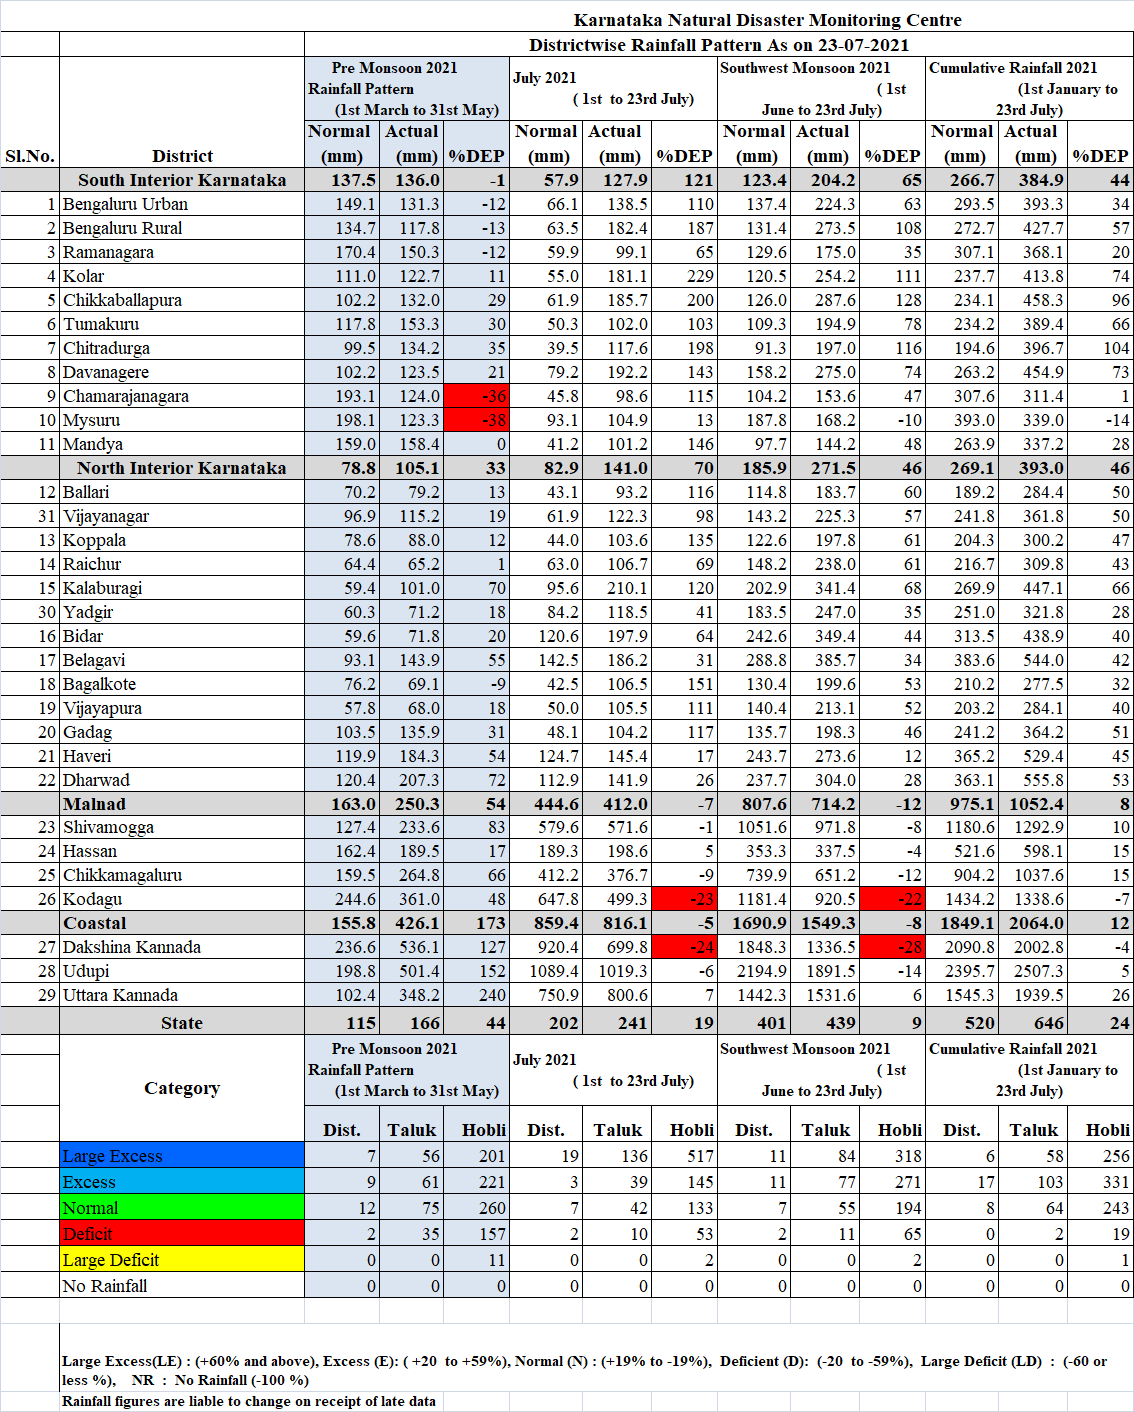 Karnataka Natural Disaster Monitoring Centre
Districtwise Rainfall Pattern As on 23-07-2021
Sl.No. District Pre Monsoon 2021 Rainfall Pattern (1st March to 31st May) July 2021 ( 1st to 23rd July) Southwest Monsoon 2021 ( 1st June to 23rd July) Cumulative Rainfall 2021 (1st January to 23rd July)
Normal (mm) Actual (mm) %DEP Normal (mm) Actual (mm) %DEP Normal (mm) Actual (mm) %DEP Normal (mm) Actual (mm) %DEP
South Interior Karnataka 137.5 136.0 -1 57.9 127.9 121 123.4 204.2 65 266.7 384.9 44
1 Bengaluru Urban 149.1 131.3 -12 66.1 138.5 110 137.4 224.3 63 293.5 393.3 34
2 Bengaluru Rural 134.7 117.8 -13 63.5 182.4 187 131.4 273.5 108 272.7 427.7 57
3 Ramanagara 170.4 150.3 -12 59.9 99.1 65 129.6 175.0 35 307.1 368.1 20
4 Kolar 111.0 122.7 11 55.0 181.1 229 120.5 254.2 111 237.7 413.8 74
5 Chikkaballapura 102.2 132.0 29 61.9 185.7 200 126.0 287.6 128 234.1 458.3 96
6 Tumakuru 117.8 153.3 30 50.3 102.0 103 109.3 194.9 78 234.2 389.4 66
7 Chitradurga 99.5 134.2 35 39.5 117.6 198 91.3 197.0 116 194.6 396.7 104
8 Davanagere 102.2 123.5 21 79.2 192.2 143 158.2 275.0 74 263.2 454.9 73
9 Chamarajanagara 193.1 124.0 -36 45.8 98.6 115 104.2 153.6 47 307.6 311.4 1
10 Mysuru 198.1 123.3 -38 93.1 104.9 13 187.8 168.2 -10 393.0 339.0 -14
11 Mandya 159.0 158.4 0 41.2 101.2 146 97.7 144.2 48 263.9 337.2 28
North Interior Karnataka 78.8 105.1 33 82.9 141.0 70 185.9 271.5 46 269.1 393.0 46
12 Ballari 70.2 79.2 13 43.1 93.2 116 114.8 183.7 60 189.2 284.4 50
31 Vijayanagar 96.9 115.2 19 61.9 122.3 98 143.2 225.3 57 241.8 361.8 50
13 Koppala 78.6 88.0 12 44.0 103.6 135 122.6 197.8 61 204.3 300.2 47
14 Raichur 64.4 65.2 1 63.0 106.7 69 148.2 238.0 61 216.7 309.8 43
15 Kalaburagi 59.4 101.0 70 95.6 210.1 120 202.9 341.4 68 269.9 447.1 66
30 Yadgir 60.3 71.2 18 84.2 118.5 41 183.5 247.0 35 251.0 321.8 28
16 Bidar 59.6 71.8 20 120.6 197.9 64 242.6 349.4 44 313.5 438.9 40
17 Belagavi 93.1 143.9 55 142.5 186.2 31 288.8 385.7 34 383.6 544.0 42
18 Bagalkote 76.2 69.1 -9 42.5 106.5 151 130.4 199.6 53 210.2 277.5 32
19 Vijayapura 57.8 68.0 18 50.0 105.5 111 140.4 213.1 52 203.2 284.1 40
20 Gadag 103.5 135.9 31 48.1 104.2 117 135.7 198.3 46 241.2 364.2 51
21 Haveri 119.9 184.3 54 124.7 145.4 17 243.7 273.6 12 365.2 529.4 45
22 Dharwad 120.4 207.3 72 112.9 141.9 26 237.7 304.0 28 363.1 555.8 53
Malnad 163.0 250.3 54 444.6 412.0 -7 807.6 714.2 -12 975.1 1052.4 8
23 Shivamogga 127.4 233.6 83 579.6 571.6 -1 1051.6 971.8 -8 1180.6 1292.9 10
24 Hassan 162.4 189.5 17 189.3 198.6 5 353.3 337.5 -4 521.6 598.1 15
25 Chikkamagaluru 159.5 264.8 66 412.2 376.7 -9 739.9 651.2 -12 904.2 1037.6 15
26 Kodagu 244.6 361.0 48 647.8 499.3 -23 1181.4 920.5 -22 1434.2 1338.6 -7
Coastal 155.8 426.1 173 859.4 816.1 -5 1690.9 1549.3 -8 1849.1 2064.0 12
27 Dakshina Kannada 236.6 536.1 127 920.4 699.8 -24 1848.3 1336.5 -28 2090.8 2002.8 -4
28 Udupi 198.8 501.4 152 1089.4 1019.3 -6 2194.9 1891.5 -14 2395.7 2507.3 5
29 Uttara Kannada 102.4 348.2 240 750.9 800.6 7 1442.3 1531.6 6 1545.3 1939.5 26
State 115 166 44 202 241 19 401 439 9 520 646 24
Category Pre Monsoon 2021 Rainfall Pattern (1st March to 31st May) July 2021 ( 1st to 23rd July) Southwest Monsoon 2021 ( 1st June to 23rd July) Cumulative Rainfall 2021 (1st January to 23rd July)
Dist. Taluk Hobli Dist. Taluk Hobli Dist. Taluk Hobli Dist. Taluk Hobli
Large Excess 7 56 201 19 136 517 11 84 318 6 58 256
Excess 9 61 221 3 39 145 11 77 271 17 103 331
Normal 12 75 260 7 42 133 7 55 194 8 64 243
Deficit 2 35 157 2 10 53 2 11 65 0 2 19
Large Deficit 0 0 11 0 0 2 0 0 2 0 0 1
No Rainfall 0 0 0 0 0 0 0 0 0 0 0 0
Large Excess(LE) : (+60% and above), Excess (E): ( +20 to +59%), Normal (N) : (+19% to -19%), Deficient (D): (-20 to -59%), Large Deficit (LD) : (-60 or
less %), NR : No Rainfall (-100 %)
Rainfall figures are liable to change on receipt of late data